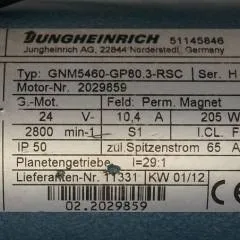 JUNGHEINRICH 51145846
Jungheinrich AG, 22844 Norderstedt, Germany
Typ: GNM5460-GP80.3-RSC Ser. H
Motor-Nr. 2029859
G.-Mot. Feld: Perm. Magnet
24 V- 10,4 A 205 W
2800 min-1 S1 I.CL. F
IP 50 zul.Spitzenstrom 65 A
Planetengetriebe i=29:1
Lieferanten-Nr. 11331 KW 01/12
02.2029859